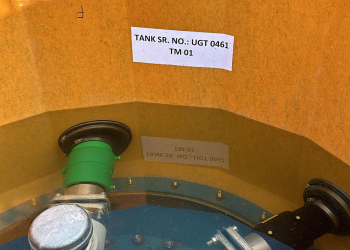 TANK SR. NO.: UGT 0461
TM 01